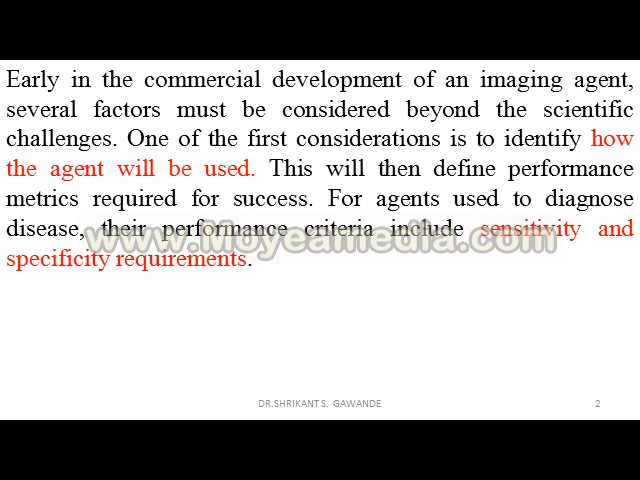 Early in the commercial development of an imaging agent,
several factors must be considered beyond the scientific
challenges. One of the first considerations is to identify how
the agent will be used. This will then define performance
metrics required for success. For agents used to diagnose
disease, their performance criteria include sensitivity and
www.Moyeamedia.com
specificity requirements.
DR.SHRIKANT S. GAWANDE
2